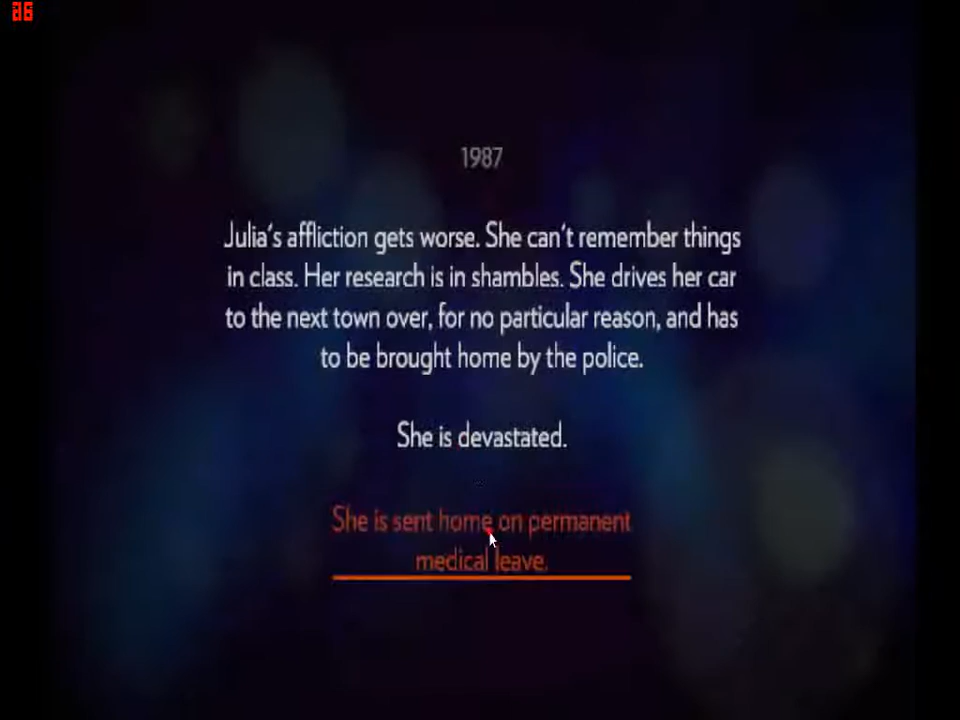 26
1987
Julia's affliction gets worse. She can't remember things
in class. Her research is in shambles. She drives her car
to the next town over, for no particular reason, and has
to be brought home by the police.
She is devastated.
She is sent home on permanent
medical leave.